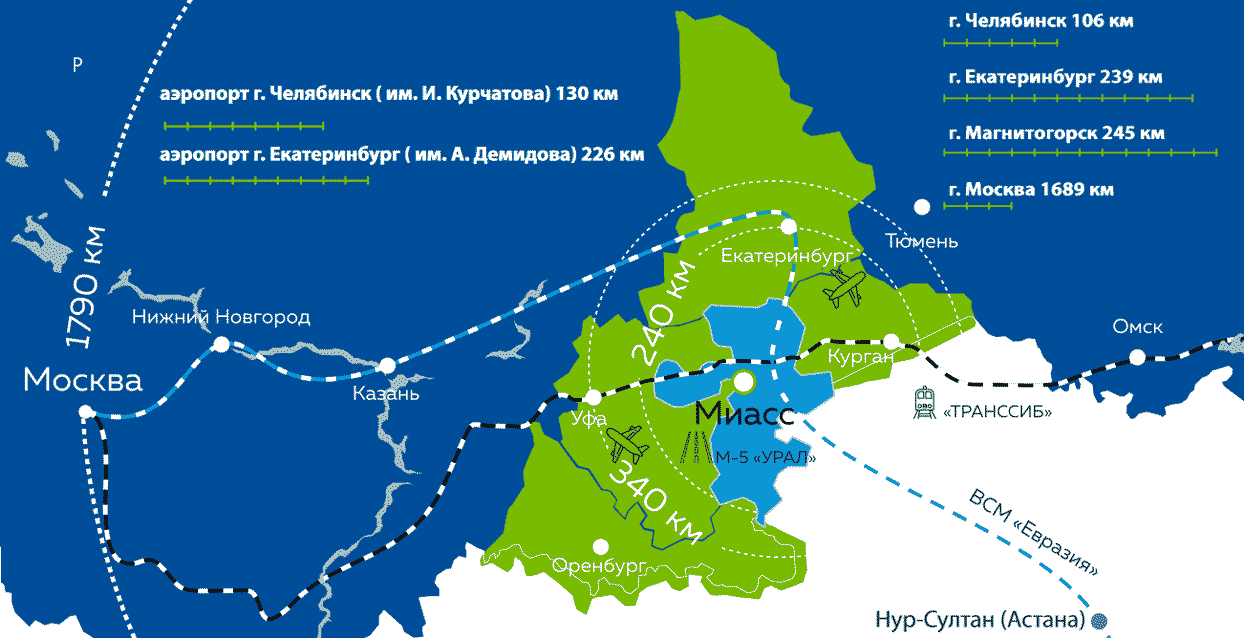 г. Челябинск 106 км
Р
г. Екатеринбург 239 км
аэропорт г. Челябинск ( им. И. Курчатова) 130 км
г. Магнитогорск 245 км
аэропорт г. Екатеринбург ( им. А. Демидова) 226 км
г. Москва 1689 км
Тюмень
Екатеринбург
1790 км
240 км
Нижний Новгород
Омск
Курган
Москва
Казань
Уфа
Миасс
«ТРАНССИБ»
М-5 «УРАЛ»
340 км
ВСМ «Евразия»
Оренбург
Нур-Султан (Астана)